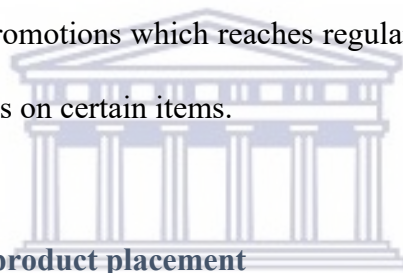 romotions which reaches regula
s on certain items.
product placement